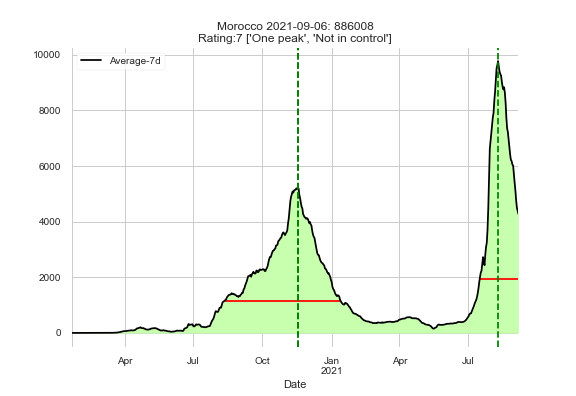 Morocco 2021-09-06: 886008
Rating:7 ['One peak', 'Not in control']
Average-7d
10000
8000
6000
4000
2000
0
Apr
Jul
Oct
Jan
2021
Apr
Jul
Date